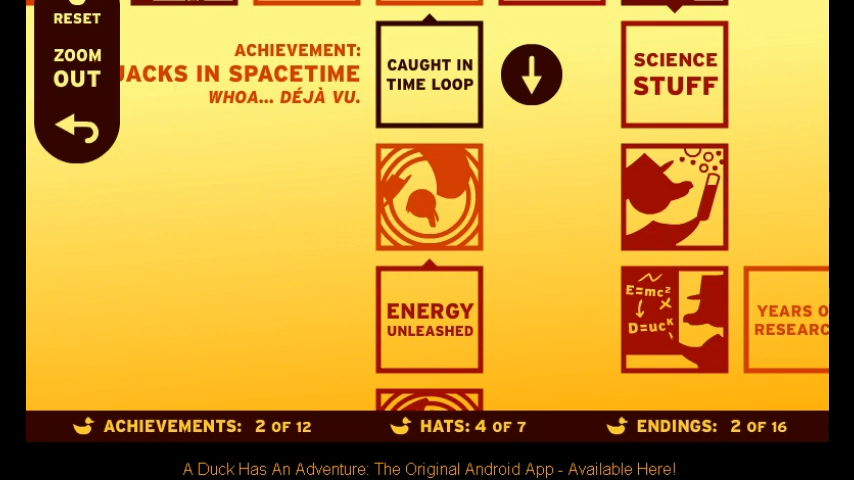 RESET
ZOOM
OUT
ACHIEVEMENT:
JACKS IN SPACETIME
WHOA... DÉJÀ VU.
CAUGHT IN
TIME LOOP
SCIENCE
STUFF
ENERGY
UNLEASHED
E=mc²
D=uc^K
YEARS O
RESEARC
ACHIEVEMENTS: 2 OF 12
HATS: 4 OF 7
ENDINGS: 2 OF 16
A Duck Has An Adventure: The Original Android App - Available Here!